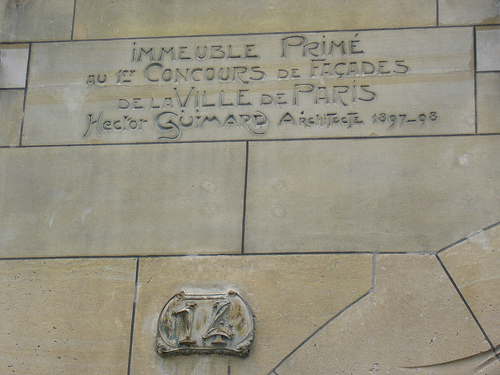 IMMEUBLE PRIMÉ
AU 1ER CONCOURS DE FAÇADES
DE LA VILLE DE PARIS
HECTOR GUIMARD ARCHITECTE 1897-98
14